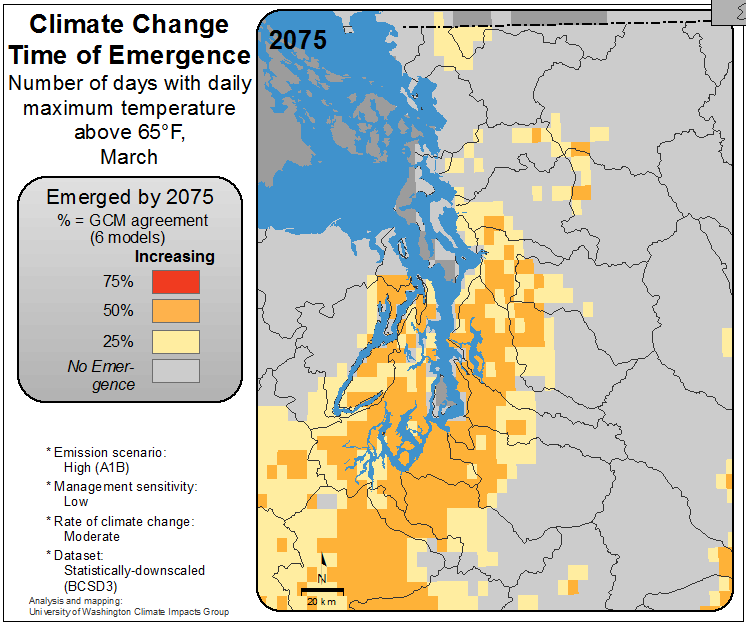 Climate Change
Time of Emergence
Number of days with daily
maximum temperature
above 65°F,
March
Emerged by 2075
% = GCM agreement
(6 models)
Increasing
75%
50%
25%
No Emer-
gence
* Emission scenario:
High (A1B)
* Management sensitivity:
Low
* Rate of climate change:
Moderate
* Dataset:
Statistically-downscaled
(BCSD3)
Analysis and mapping:
University of Washington Climate Impacts Group
2075
N
20 km